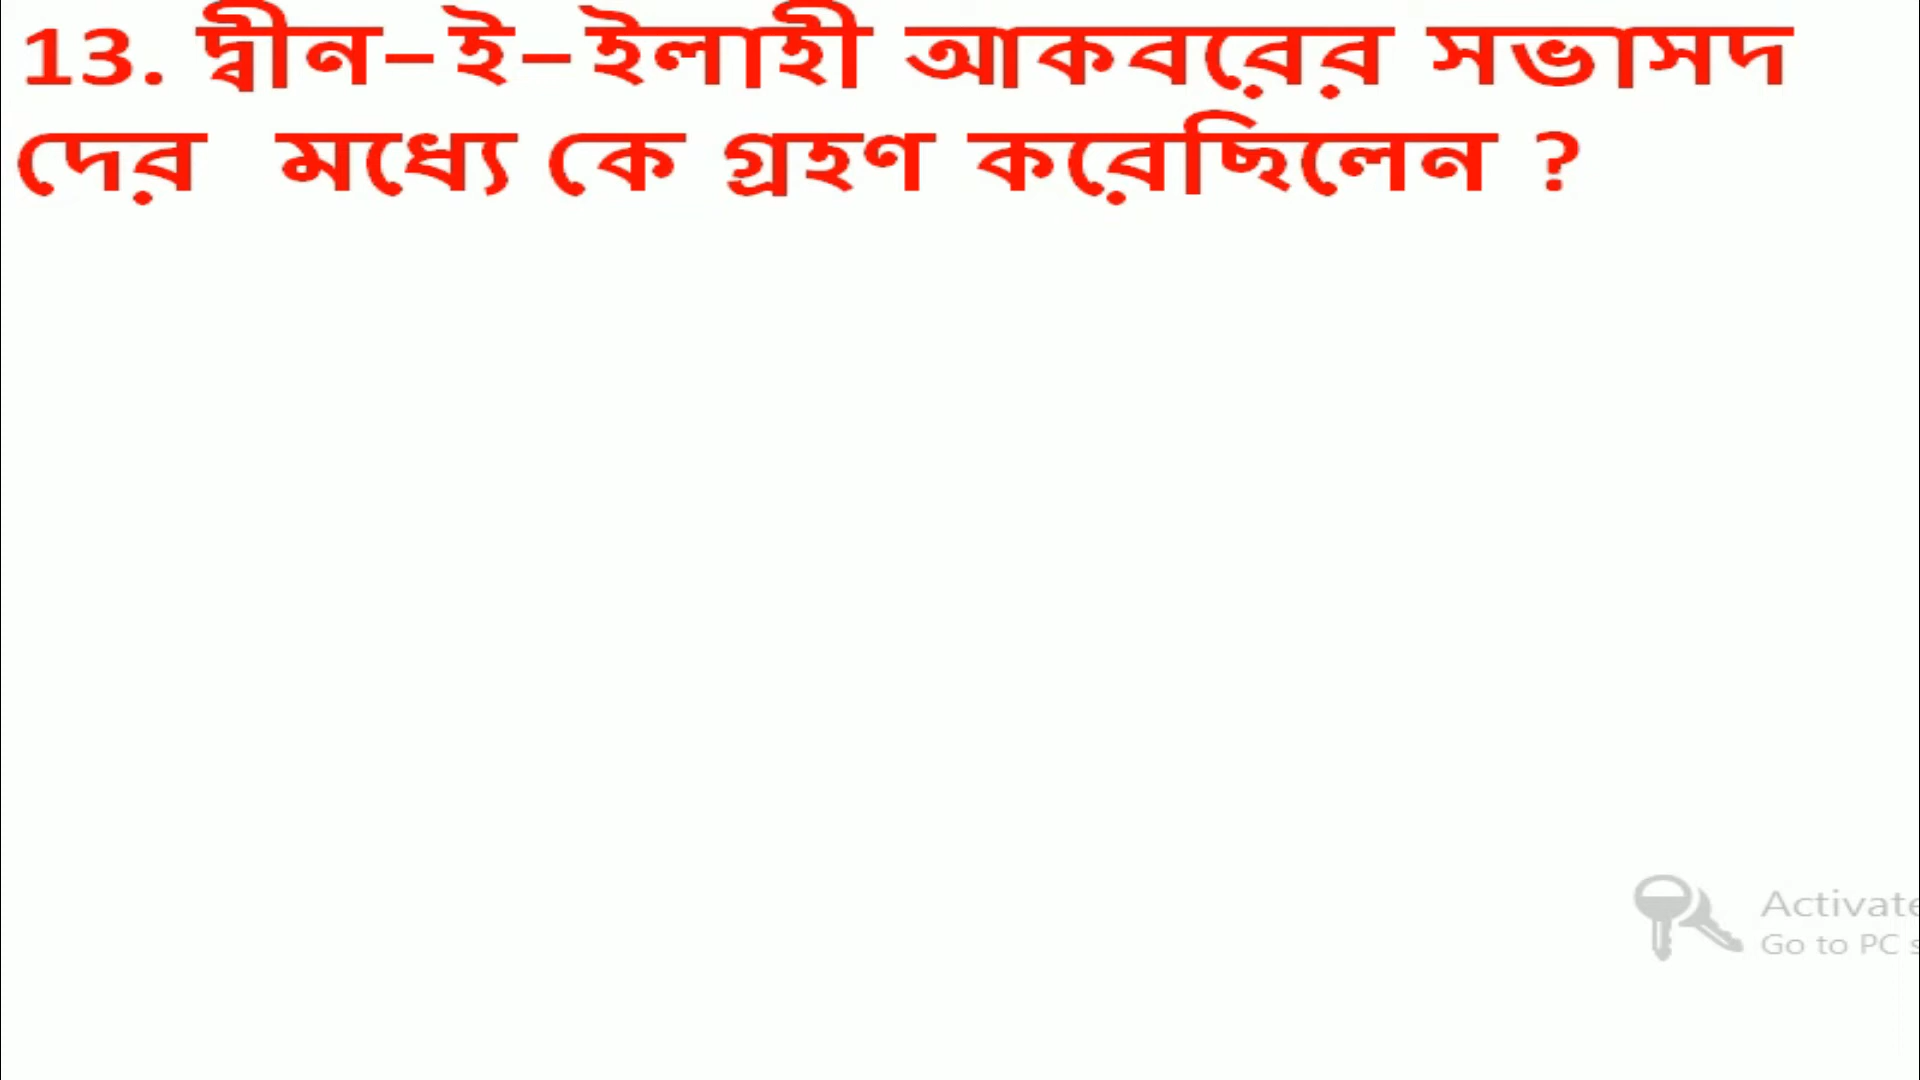 13. দ্বীন–ই–ইলাহী আকবরের সভাসদ
দের মধ্যে কে গ্রহণ করেছিলেন ?
Activate
Go to PC s